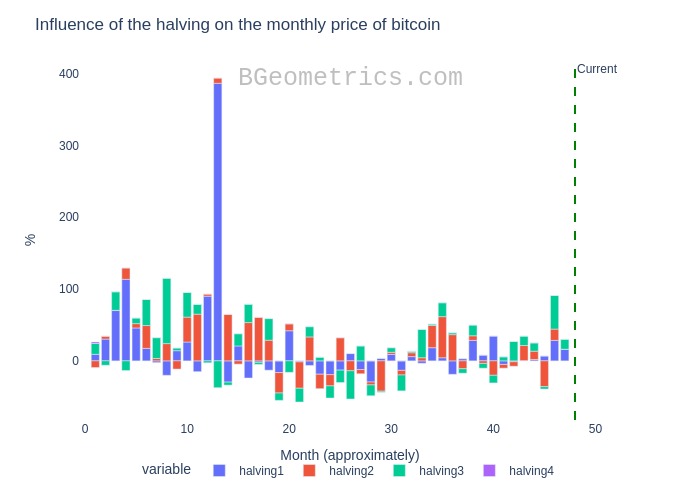 Influence of the halving on the monthly price of bitcoin
BGeometrics.com
Current
400
300
200
100
0
%
0 10 20 30 40 50
Month (approximately)
variable halving1 halving2 halving3 halving4